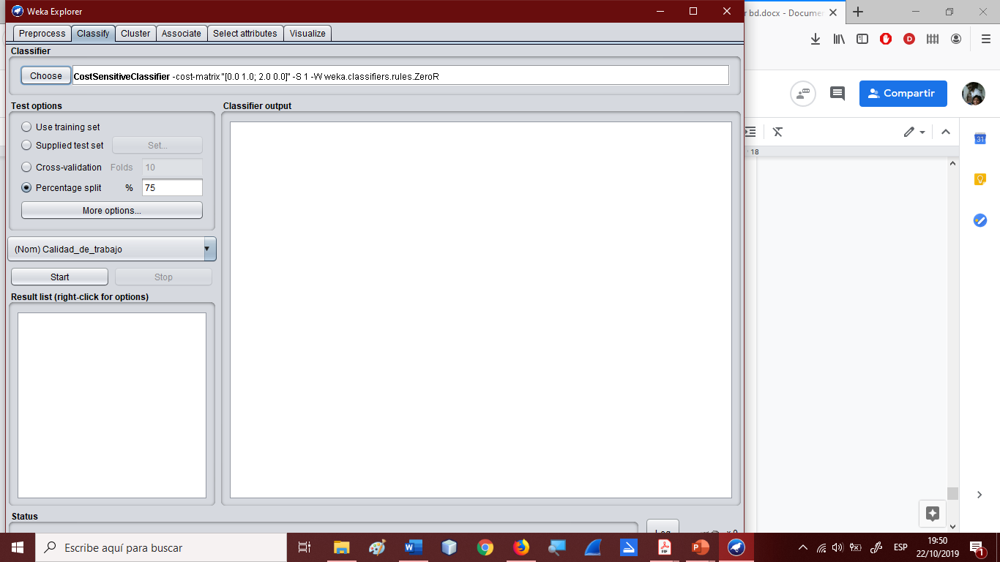 Weka Explorer
r bd.docx - Documen
Preprocess Classify Cluster Associate Select attributes Visualize
Classifier
Choose CostSensitiveClassifier -cost-matrix "[0.0 1.0; 2.0 0.0]" -S 1 -W weka.classifiers.rules.ZeroR
Compartir
Test options
Use training set
Supplied test set Set...
Cross-validation Folds 10
Percentage split % 75
More options...
(Nom) Calidad_de_trabajo
Start Stop
Result list (right-click for options)
Classifier output
18
31
Status
Log
x 0
Escribe aquí para buscar
ESP
19:50
22/10/2019
1